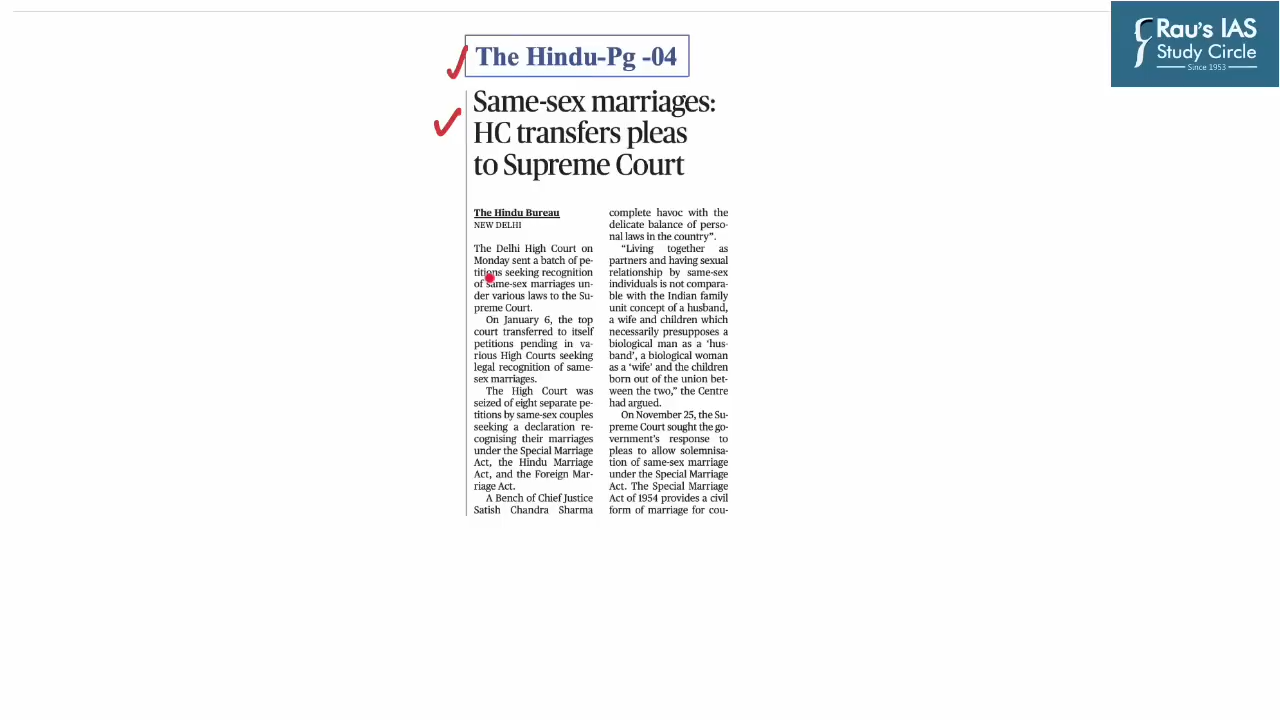 Rau's IAS
Study Circle
Since 1953
The Hindu-Pg -04
Same-sex marriages:
HC transfers pleas
to Supreme Court
The Hindu Bureau
NEW DELHI
The Delhi High Court on
Monday sent a batch of pe-
titions seeking recognition
of same-sex marriages un-
der various laws to the Su-
preme Court.
On January 6, the top
court transferred to itself
petitions pending in va-
rious High Courts seeking
legal recognition of same-
sex marriages.
The High Court was
seized of eight separate pe-
titions by same-sex couples
seeking a declaration re-
cognising their marriages
under the Special Marriage
Act, the Hindu Marriage
Act, and the Foreign Mar-
riage Act.
A Bench of Chief Justice
Satish Chandra Sharma
complete havoc with the
delicate balance of perso-
nal laws in the country”.
“Living together as
partners and having sexual
relationship by same-sex
individuals is not compara-
ble with the Indian family
unit concept of a husband,
a wife and children which
necessarily presupposes a
biological man as a ‘hus-
band’, a biological woman
as a ‘wife’ and the children
born out of the union bet-
ween the two,” the Centre
had argued.
On November 25, the Su-
preme Court sought the go-
vernment’s response to
pleas to allow solemnisa-
tion of same-sex marriage
under the Special Marriage
Act. The Special Marriage
Act of 1954 provides a civil
form of marriage for cou-